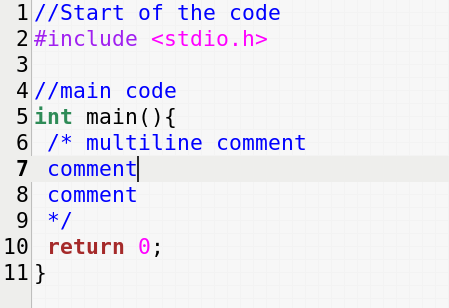 1 //Start of the code
2 #include <stdio.h>
3
4 //main code
5 int main(){
6  /* multiline comment
7  comment
8  comment
9  */
10  return 0;
11 }